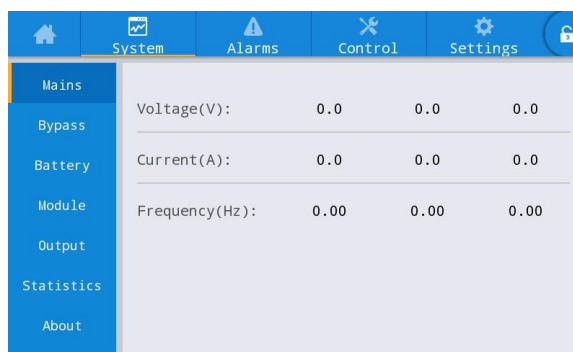 System Alarms Control Settings
Mains
Bypass
Battery
Module
Output
Statistics
About
Voltage(V): 0.0 0.0 0.0
Current(A): 0.0 0.0 0.0
Frequency(Hz): 0.00 0.00 0.00